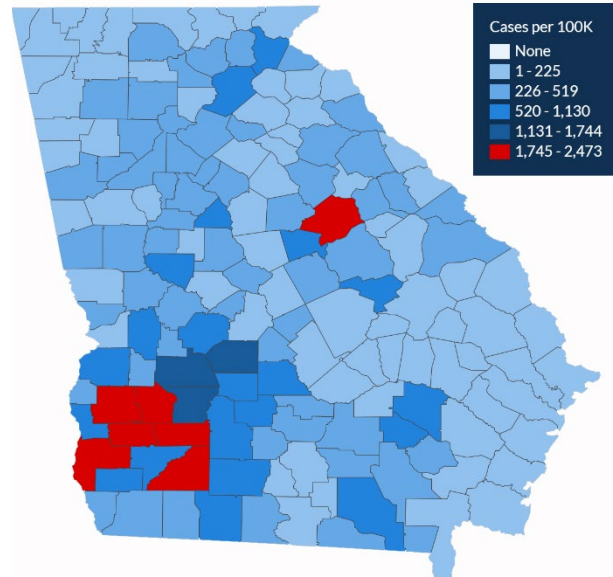 Cases per 100K
None
1 - 225
226 - 519
520 - 1,130
1,131 - 1,744
1,745 - 2,473